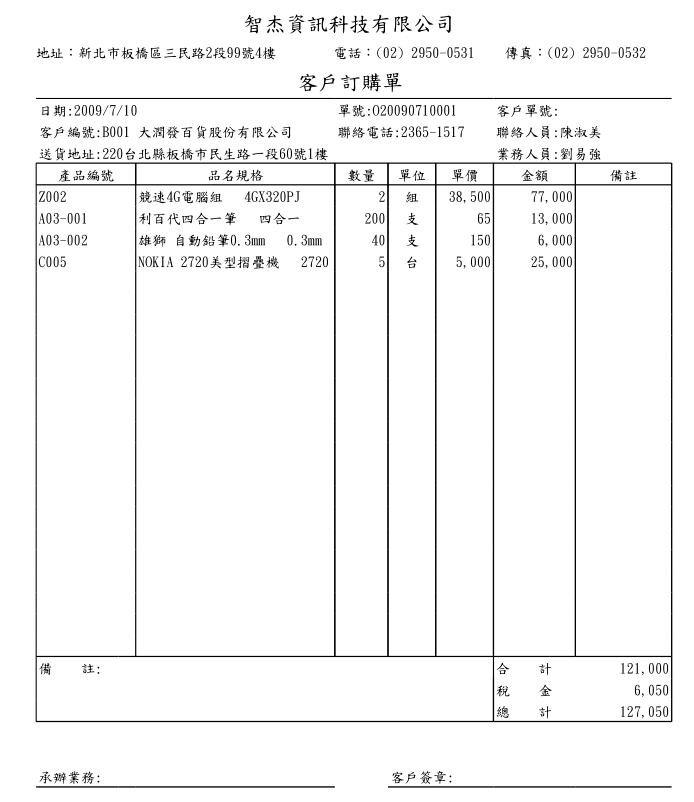 智杰資訊科技有限公司
地址：新北市板橋區三民路2段99號4樓 電話：(02) 2950-0531 傳真：(02) 2950-0532
客戶訂購單
日期:2009/7/10 單號:O20090710001 客戶單號:
客戶編號:B001 大潤發百貨股份有限公司 聯絡電話:2365-1517 聯絡人員:陳淑美
送貨地址:220台北縣板橋市民生路一段60號1樓 業務人員:劉易強
產品編號 品名規格 數量 單位 單價 金額 備註
Z002 競速4G電腦組 4GX320PJ 2 組 38,500 77,000
A03-001 利百代四合一筆 四合一 200 支 65 13,000
A03-002 雄獅 自動鉛筆0.3mm 0.3mm 40 支 150 6,000
C005 NOKIA 2720美型摺疊機 2720 5 台 5,000 25,000
備 註: 合 計 121,000
稅 金 6,050
總 計 127,050
承辦業務: 客戶簽章: